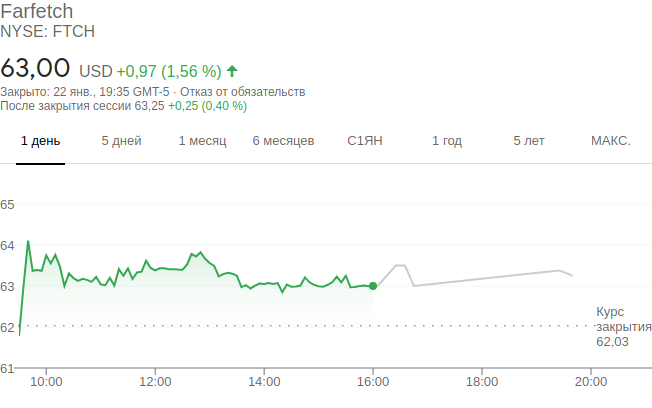 Farfetch
NYSE: FTCH
63,00 USD +0,97 (1,56 %)
Закрыто: 22 янв., 19:35 GMT-5 · Отказ от обязательств
После закрытия сессии 63,25 +0,25 (0,40 %)
1 день 5 дней 1 месяц 6 месяцев С1ЯН 1 год 5 лет МАКС.
65
64
63
62
61
Курс
закрытия
62,03
10:00 12:00 14:00 16:00 18:00 20:00